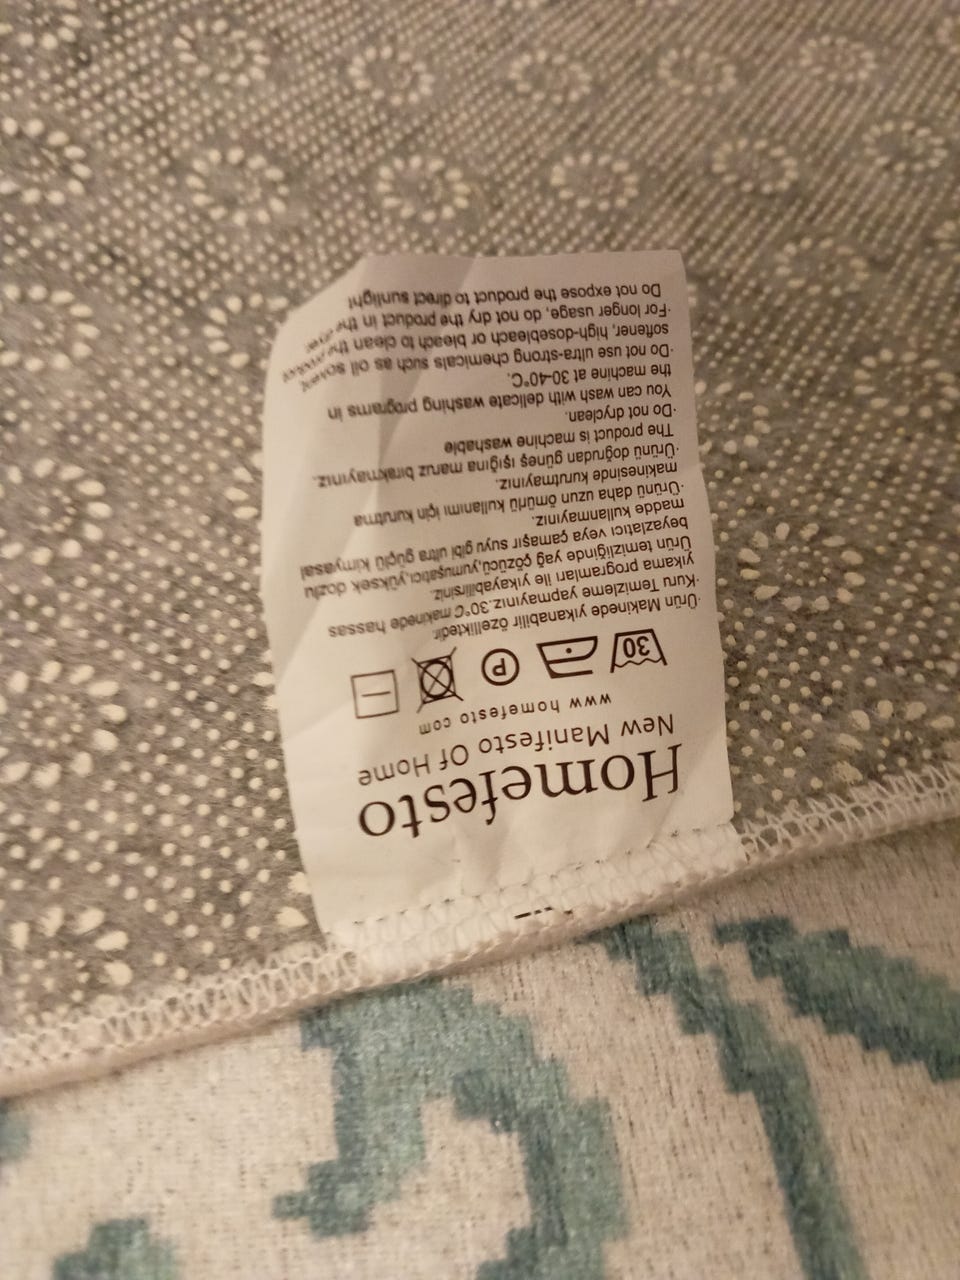 Homefesto
New Manifesto Of Home
www homefesto com
30 P
·Ürün Makinede yıkanabilir özelliktedir.
·Kuru Temizleme yapmayınız.30°C makinede hassas
yıkama programları ile yıkayabilirsiniz.
Ürün temizliğinde yağ çözücü,yumuşatıcı,yüksek dozlu
beyazlatıcı veya çamaşır suyu gibi ultra güçlü kimyasal
madde kullanmayınız.
·Ürünü daha uzun ömürlü kullanımı için kurutma
makinesinde kurutmayınız.
·Ürünü doğrudan güneş ışığına maruz bırakmayınız.
The product is machine washable
·Do not dryclean.
You can wash with delicate washing programs in
the machine at 30-40°C.
·Do not use ultra-strong chemicals such as oil solvent,
softener, high-dosebleach or bleach to clean the product
·For longer usage, do not dry the product in the dryer.
Do not expose the product to direct sunlight